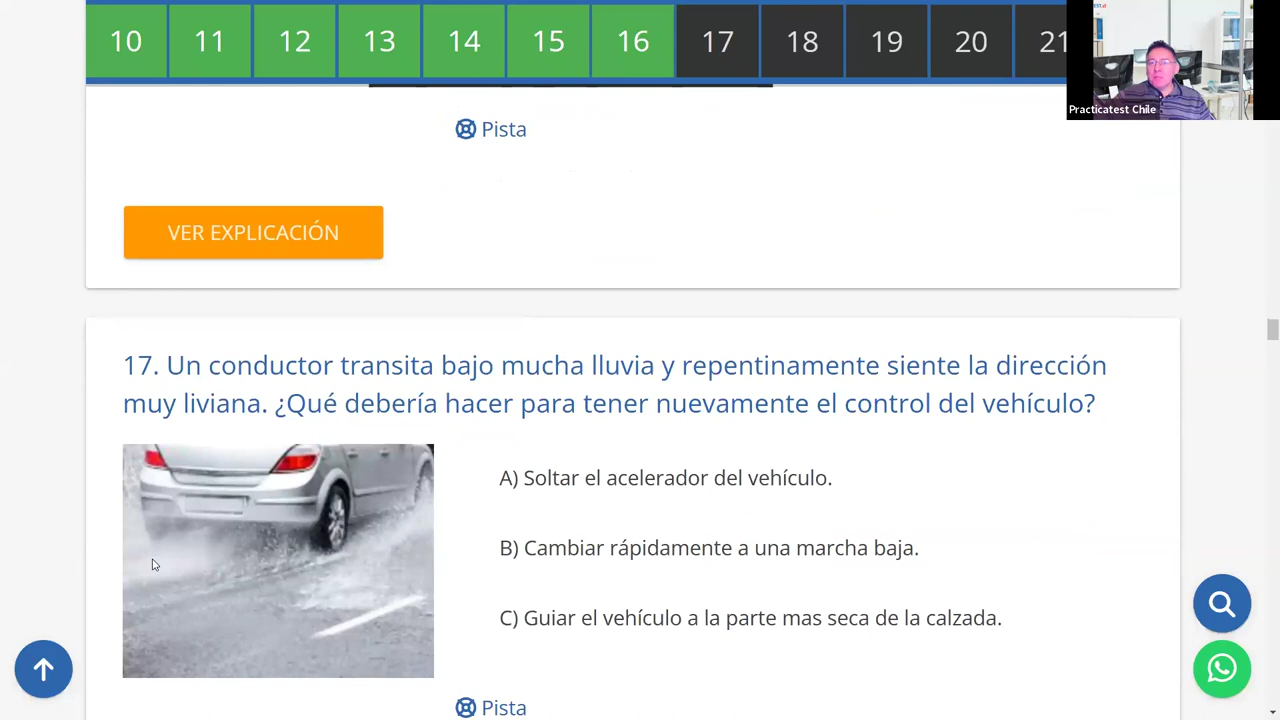 10 11 12 13 14 15 16 17 18 19 20 21
Practicatest Chile
Pista
VER EXPLICACIÓN
17. Un conductor transita bajo mucha lluvia y repentinamente siente la dirección
muy liviana. ¿Qué debería hacer para tener nuevamente el control del vehículo?
A) Soltar el acelerador del vehículo.
B) Cambiar rápidamente a una marcha baja.
C) Guiar el vehículo a la parte mas seca de la calzada.
Pista